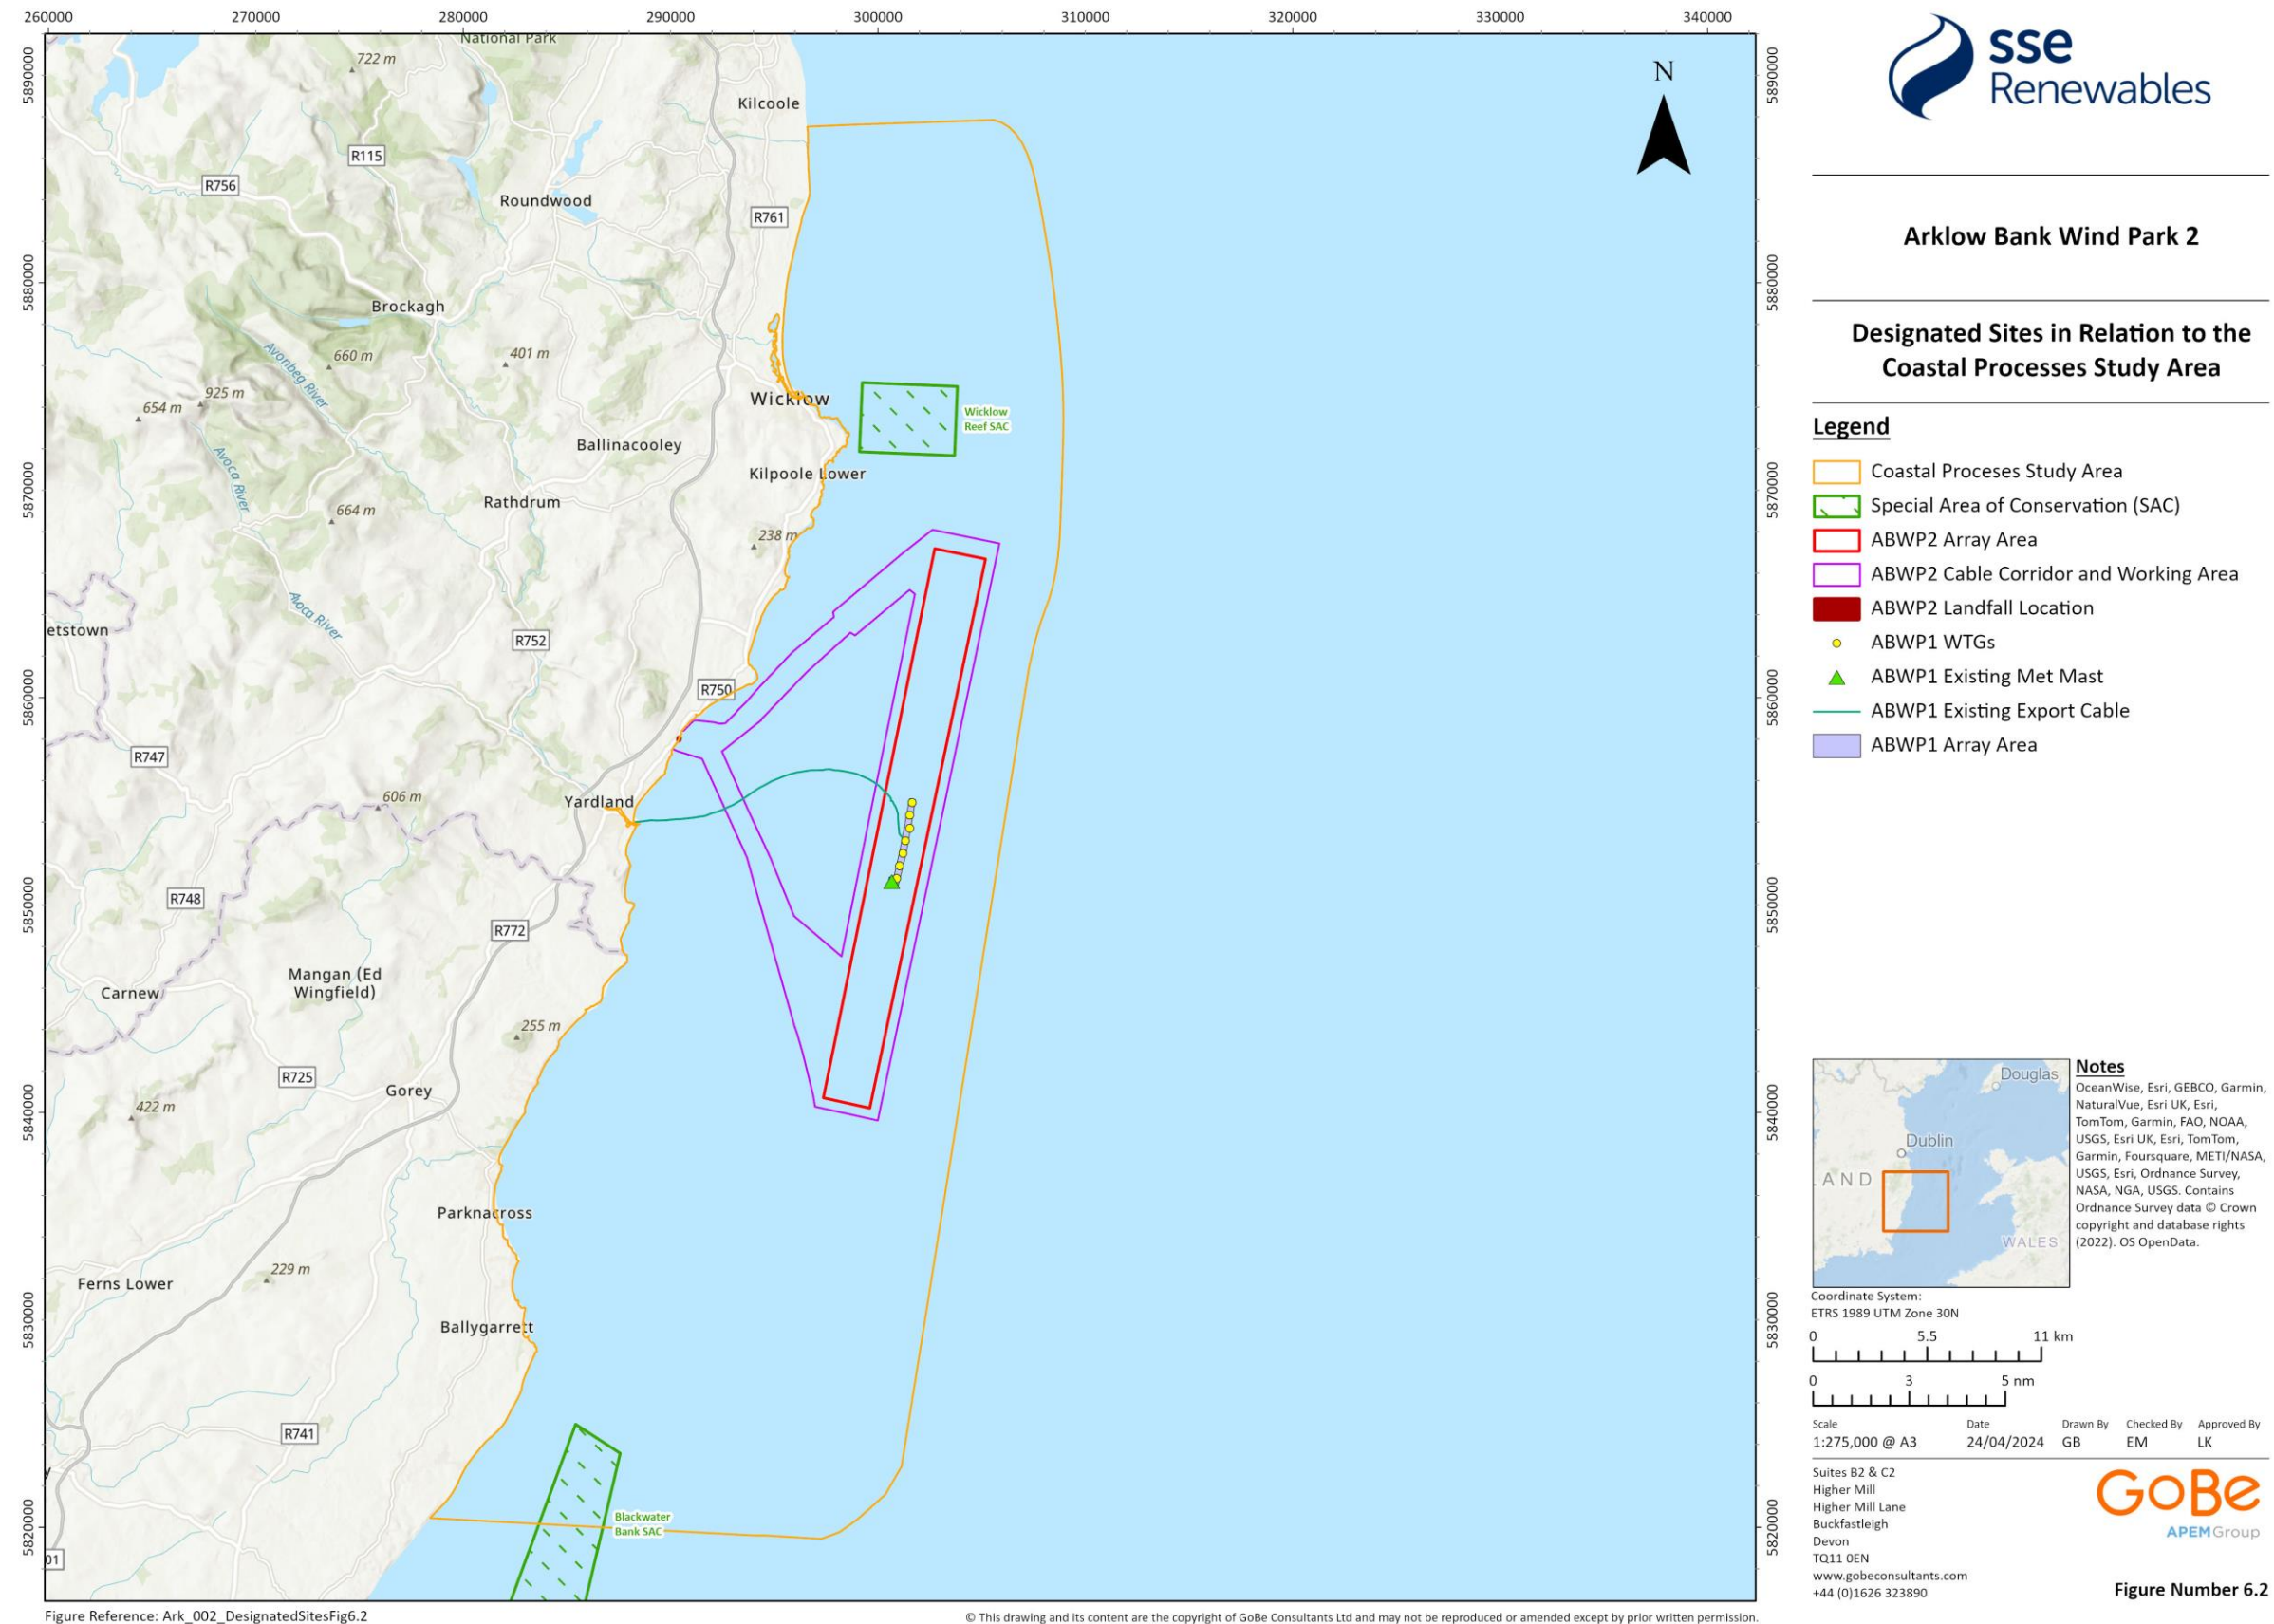 260000
270000
280000
290000
300000
310000
320000
330000
340000
5890000
5880000
5870000
5860000
5850000
5840000
5830000
5820000
5890000
5880000
5870000
5860000
5850000
5840000
5830000
5820000
National Park
722 m
Kilcoole
R115
R756
Roundwood
R761
Brockagh
Avonbeg River
660 m
401 m
925 m
654 m
Wicklow
Wicklow
Reef SAC
Ballinacooley
Avoca River
Kilpoole Lower
Rathdrum
664 m
238 m
Avoca River
etstown
R752
R750
R747
606 m
Yardland
R748
R772
Mangan (Ed
Wingfield)
Carnew
255 m
R725
Gorey
422 m
Parknacross
229 m
Ferns Lower
Ballygarrett
R741
y
Blackwater
Bank SAC
01
N
Figure Reference: Ark_002_DesignatedSitesFig6.2
© This drawing and its content are the copyright of GoBe Consultants Ltd and may not be reproduced or amended except by prior written permission.
sse
Renewables
Arklow Bank Wind Park 2
Designated Sites in Relation to the
Coastal Processes Study Area
Legend
Coastal Proceses Study Area
Special Area of Conservation (SAC)
ABWP2 Array Area
ABWP2 Cable Corridor and Working Area
ABWP2 Landfall Location
ABWP1 WTGs
ABWP1 Existing Met Mast
ABWP1 Existing Export Cable
ABWP1 Array Area
Douglas
Dublin
LAND
WALES
Notes
OceanWise, Esri, GEBCO, Garmin,
NaturalVue, Esri UK, Esri,
TomTom, Garmin, FAO, NOAA,
USGS, Esri UK, Esri, TomTom,
Garmin, Foursquare, METI/NASA,
USGS, Esri, Ordnance Survey,
NASA, NGA, USGS. Contains
Ordnance Survey data © Crown
copyright and database rights
(2022). OS OpenData.
Coordinate System:
ETRS 1989 UTM Zone 30N
0 5.5 11 km
0 3 5 nm
Scale Date Drawn By Checked By Approved By
1:275,000 @ A3 24/04/2024 GB EM LK
Suites B2 & C2
Higher Mill
Higher Mill Lane
Buckfastleigh
Devon
TQ11 0EN
www.gobeconsultants.com
+44 (0)1626 323890
GoBe
APEMGroup
Figure Number 6.2